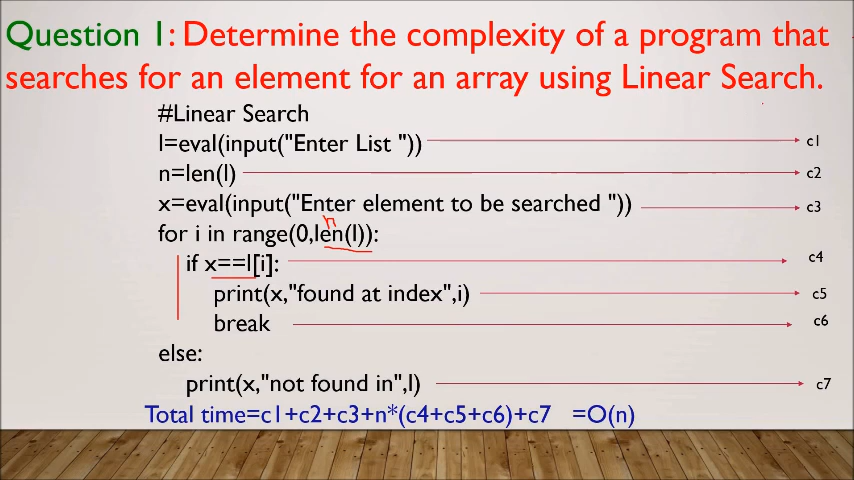 Question 1: Determine the complexity of a program that
searches for an element for an array using Linear Search.
#Linear Search
l=eval(input("Enter List ")) c1
n=len(l) c2
x=eval(input("Enter element to be searched ")) c3
n
for i in range(0,len(l)):
if x==l[i]: c4
print(x,"found at index",i) c5
break c6
else:
print(x,"not found in",l) c7
Total time=c1+c2+c3+n*(c4+c5+c6)+c7 =O(n)